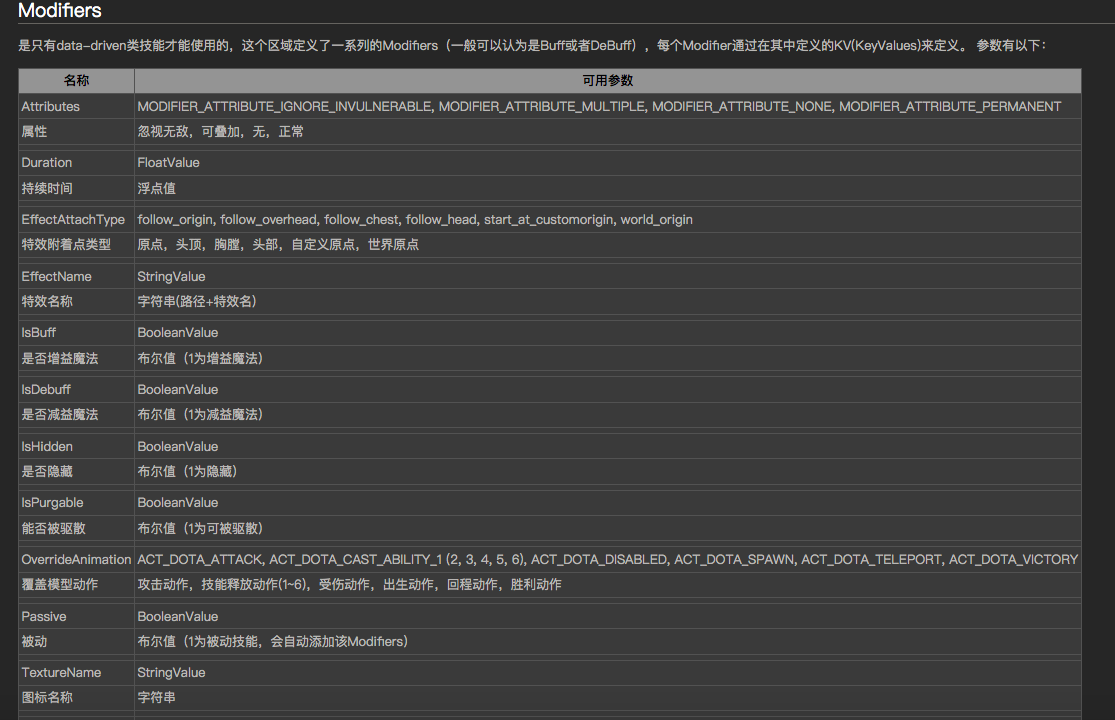 Modifiers
是只有data-driven类技能才能使用的，这个区域定义了一系列的Modifiers（一般可以认为是Buff或者DeBuff），每个Modifier通过在其中定义的KV(KeyValues)来定义。 参数有以下：
名称 可用参数
Attributes MODIFIER_ATTRIBUTE_IGNORE_INVULNERABLE, MODIFIER_ATTRIBUTE_MULTIPLE, MODIFIER_ATTRIBUTE_NONE, MODIFIER_ATTRIBUTE_PERMANENT
属性 忽视无敌，可叠加，无，正常
Duration FloatValue
持续时间 浮点值
EffectAttachType follow_origin, follow_overhead, follow_chest, follow_head, start_at_customorigin, world_origin
特效附着点类型 原点，头顶，胸膛，头部，自定义原点，世界原点
EffectName StringValue
特效名称 字符串(路径+特效名)
IsBuff BooleanValue
是否增益魔法 布尔值（1为增益魔法）
IsDebuff BooleanValue
是否减益魔法 布尔值（1为减益魔法）
IsHidden BooleanValue
是否隐藏 布尔值（1为隐藏）
IsPurgable BooleanValue
能否被驱散 布尔值（1为可被驱散）
OverrideAnimation ACT_DOTA_ATTACK, ACT_DOTA_CAST_ABILITY_1 (2, 3, 4, 5, 6), ACT_DOTA_DISABLED, ACT_DOTA_SPAWN, ACT_DOTA_TELEPORT, ACT_DOTA_VICTORY
覆盖模型动作 攻击动作，技能释放动作(1~6)，受伤动作，出生动作，回程动作，胜利动作
Passive BooleanValue
被动 布尔值（1为被动技能，会自动添加该Modifiers）
TextureName StringValue
图标名称 字符串